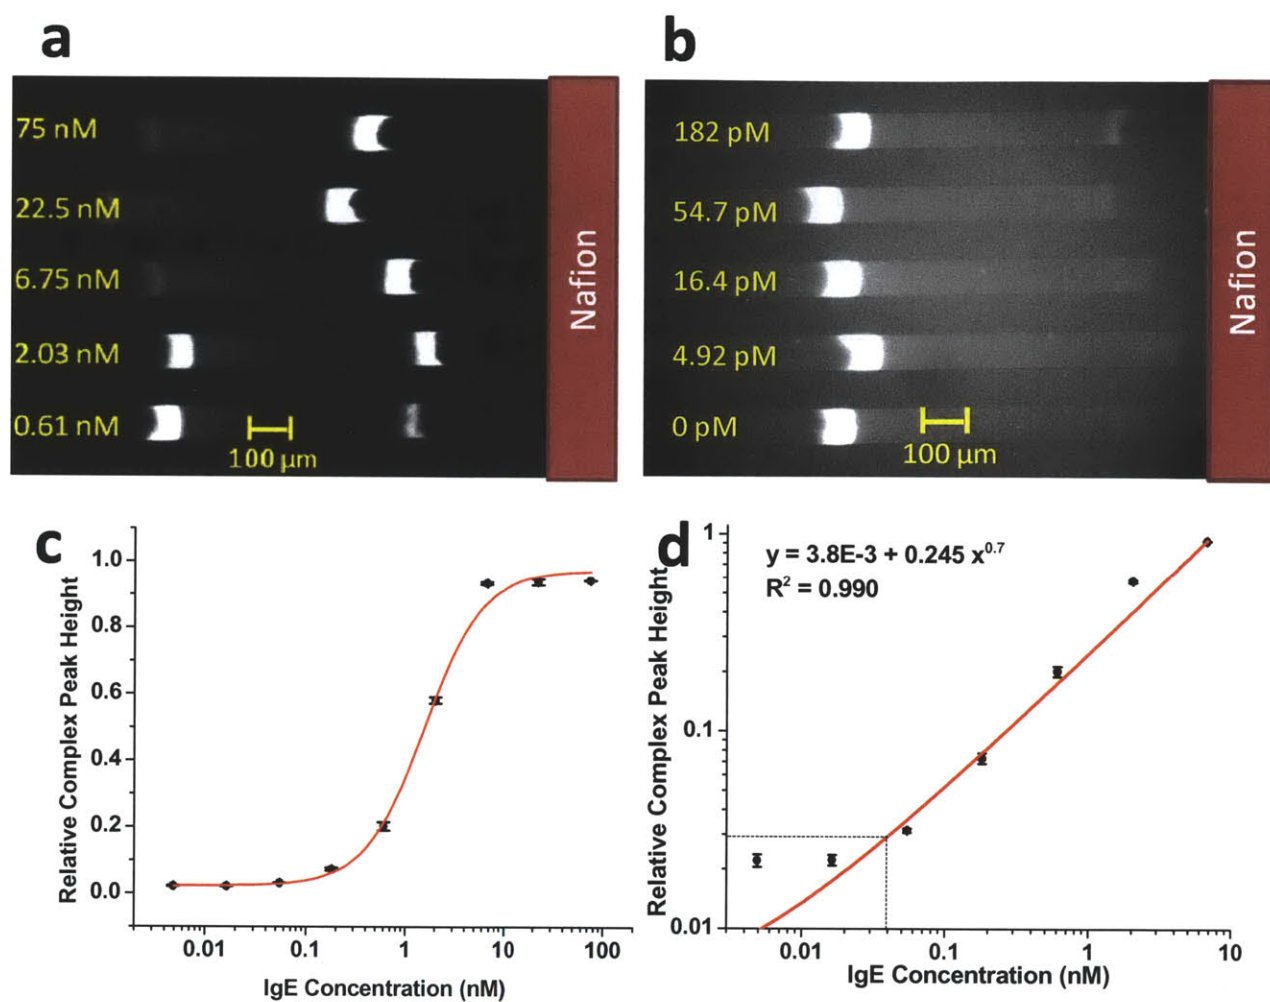 a
75 nM
22.5 nM
6.75 nM
2.03 nM
0.61 nM
100 µm
Nafion
b
182 pM
54.7 pM
16.4 pM
4.92 pM
0 pM
100 µm
Nafion
c
Relative Complex Peak Height
1.0
0.8
0.6
0.4
0.2
0.0
0.01
0.1
1
10
100
IgE Concentration (nM)
d
y = 3.8E-3 + 0.245 x^0.7
R² = 0.990
Relative Complex Peak Height
1
0.1
0.01
0.01
0.1
1
10
IgE Concentration (nM)